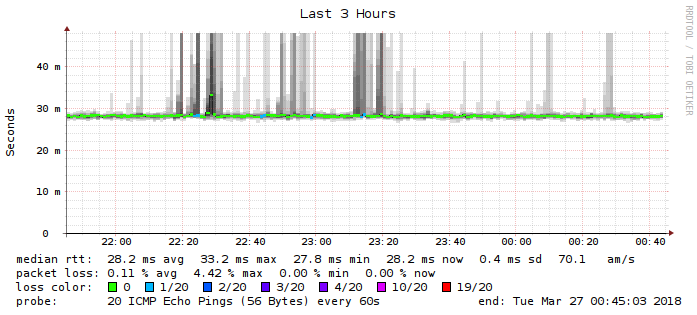 Last 3 Hours
RRDTOOL / TOBI OETIKER
Seconds
40 m
30 m
20 m
10 m
0
22:00 22:20 22:40 23:00 23:20 23:40 00:00 00:20 00:40
median rtt: 28.2 ms avg 33.2 ms max 27.8 ms min 28.2 ms now 0.4 ms sd 70.1 am/s
packet loss: 0.11 % avg 4.42 % max 0.00 % min 0.00 % now
loss color: 0 1/20 2/20 3/20 4/20 10/20 19/20
probe: 20 ICMP Echo Pings (56 Bytes) every 60s end: Tue Mar 27 00:45:03 2018